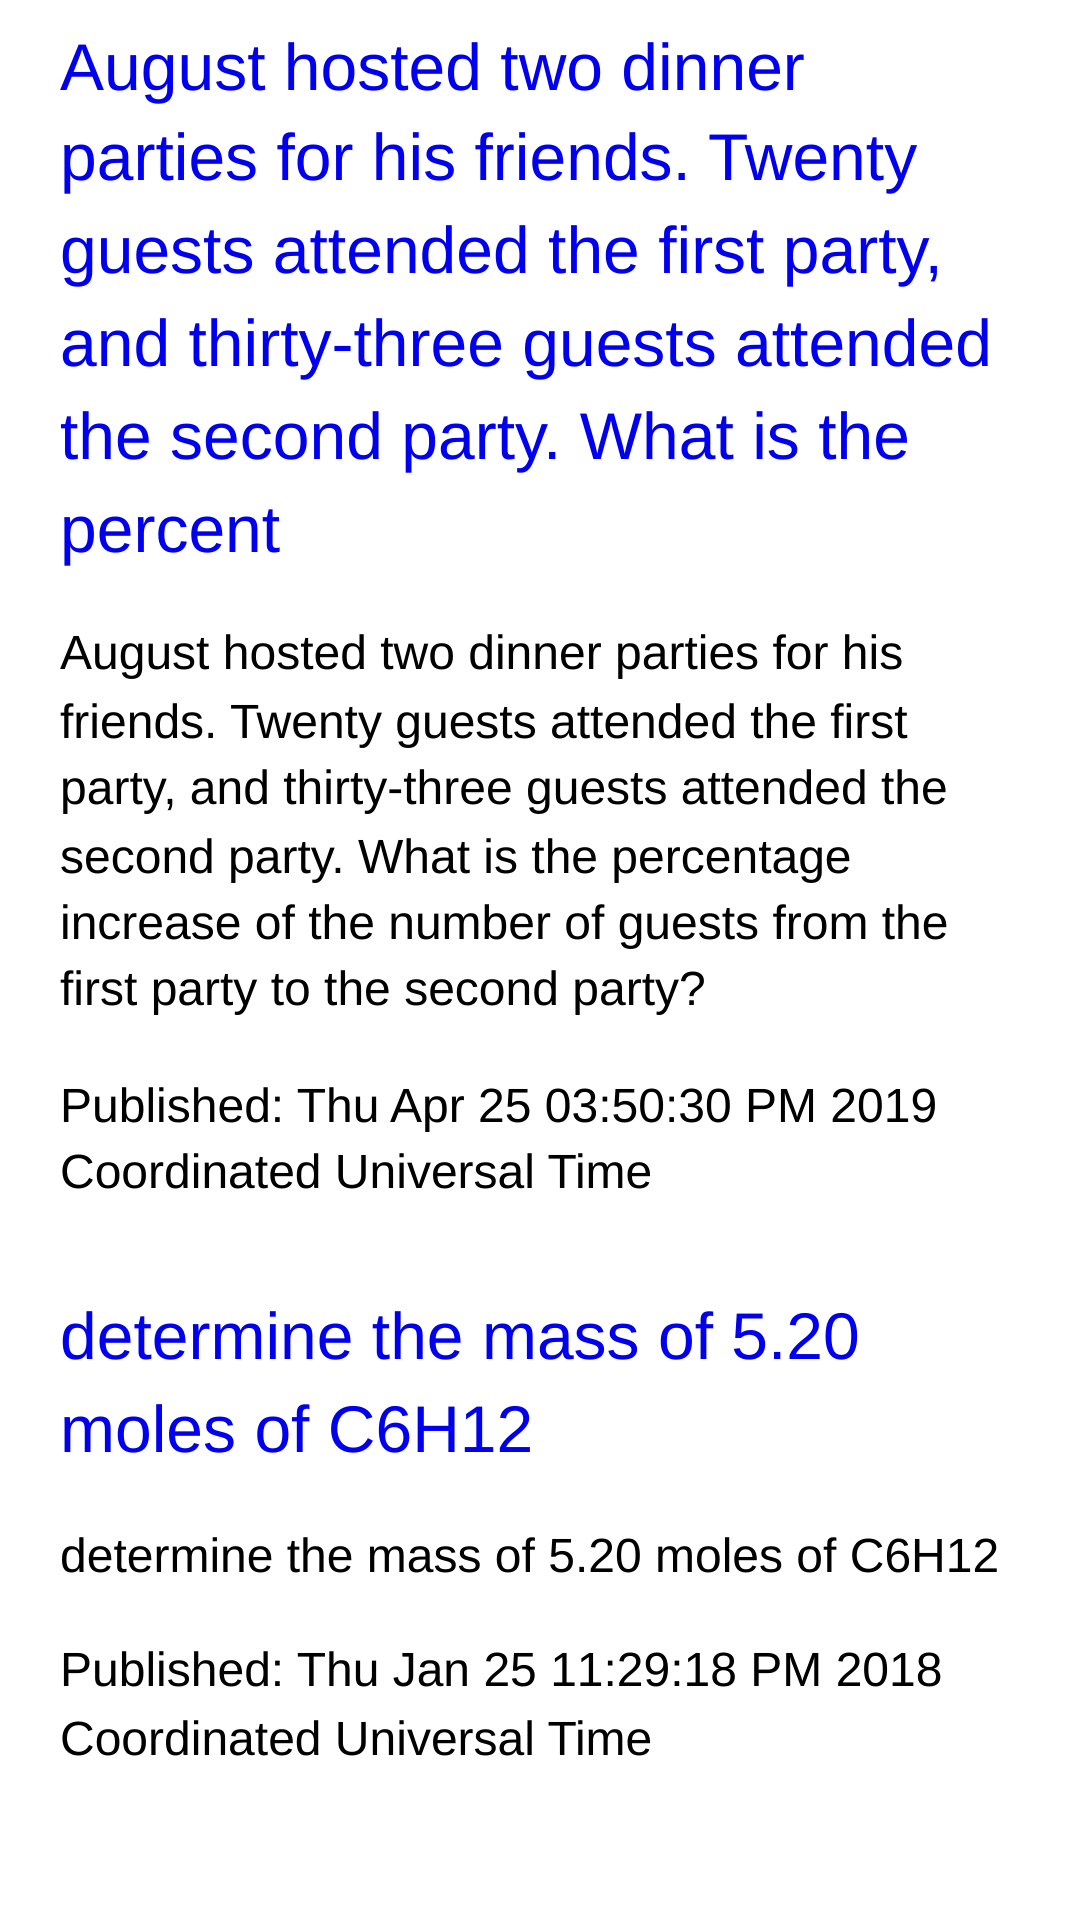 August hosted two dinner
parties for his friends. Twenty
guests attended the first party,
and thirty-three guests attended
the second party. What is the
percent
August hosted two dinner parties for his
friends. Twenty guests attended the first
party, and thirty-three guests attended the
second party. What is the percentage
increase of the number of guests from the
first party to the second party?
Published: Thu Apr 25 03:50:30 PM 2019
Coordinated Universal Time
determine the mass of 5.20
moles of C6H12
determine the mass of 5.20 moles of C6H12
Published: Thu Jan 25 11:29:18 PM 2018
Coordinated Universal Time